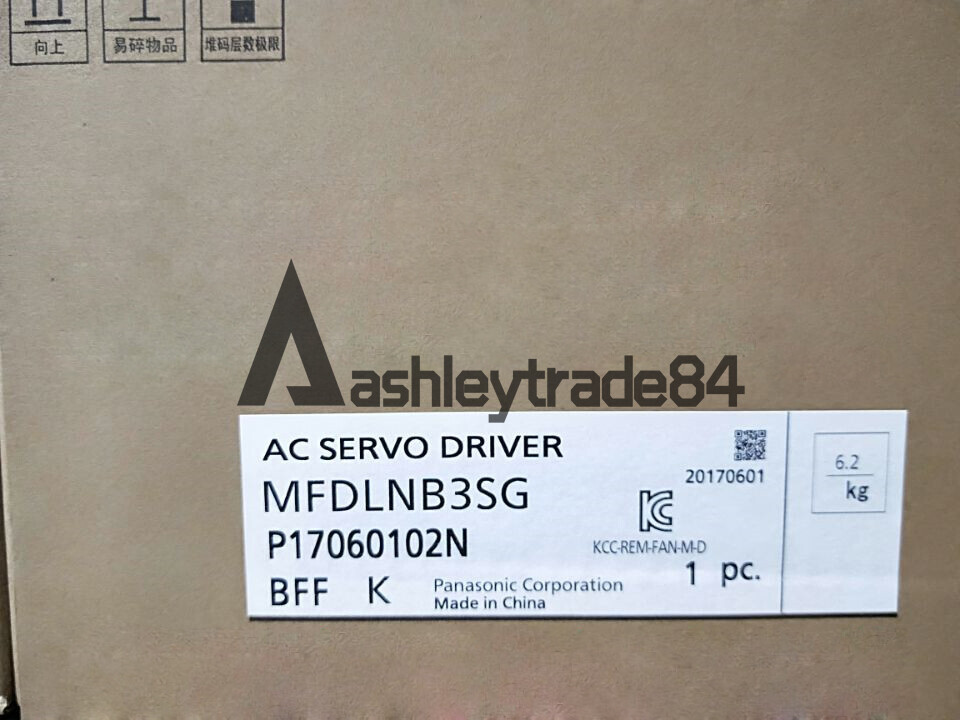 向上 易碎物品 堆码层数极限
Aashleytrade84
AC SERVO DRIVER
MFDLNB3SG
20170601
6.2
kg
P17060102N
KCC-REM-FAN-M-D
1 pc.
BFF K
Panasonic Corporation
Made in China